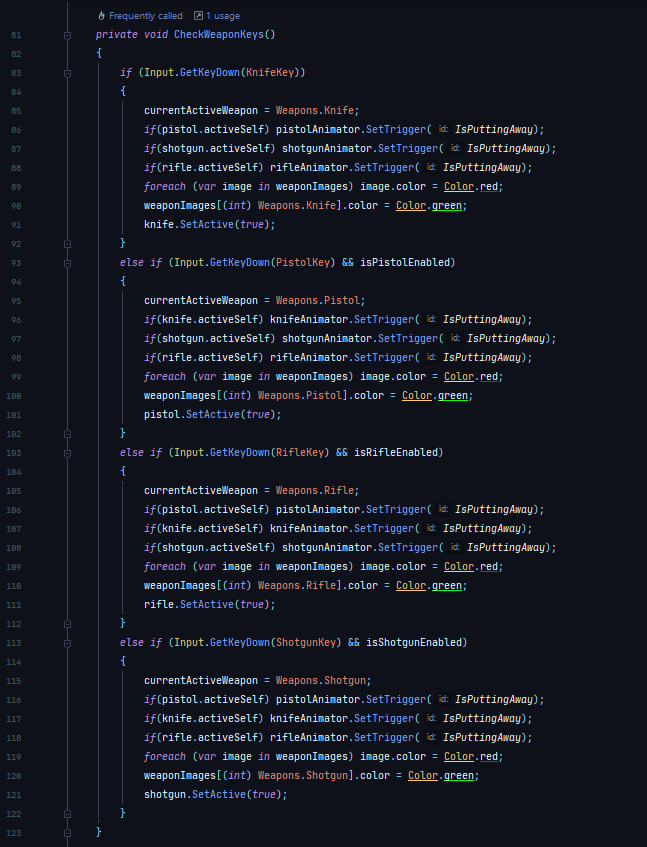 Frequently called 1 usage
81 private void CheckWeaponKeys()
82 {
83 if (Input.GetKeyDown(KnifeKey))
84 {
85 currentActiveWeapon = Weapons.Knife;
86 if(pistol.activeSelf) pistolAnimator.SetTrigger( id: IsPuttingAway);
87 if(shotgun.activeSelf) shotgunAnimator.SetTrigger( id: IsPuttingAway);
88 if(rifle.activeSelf) rifleAnimator.SetTrigger( id: IsPuttingAway);
89 foreach (var image in weaponImages) image.color = Color.red;
90 weaponImages[(int) Weapons.Knife].color = Color.green;
91 knife.SetActive(true);
92 }
93 else if (Input.GetKeyDown(PistolKey) && isPistolEnabled)
94 {
95 currentActiveWeapon = Weapons.Pistol;
96 if(knife.activeSelf) knifeAnimator.SetTrigger( id: IsPuttingAway);
97 if(shotgun.activeSelf) shotgunAnimator.SetTrigger( id: IsPuttingAway);
98 if(rifle.activeSelf) rifleAnimator.SetTrigger( id: IsPuttingAway);
99 foreach (var image in weaponImages) image.color = Color.red;
100 weaponImages[(int) Weapons.Pistol].color = Color.green;
101 pistol.SetActive(true);
102 }
103 else if (Input.GetKeyDown(RifleKey) && isRifleEnabled)
104 {
105 currentActiveWeapon = Weapons.Rifle;
106 if(pistol.activeSelf) pistolAnimator.SetTrigger( id: IsPuttingAway);
107 if(knife.activeSelf) knifeAnimator.SetTrigger( id: IsPuttingAway);
108 if(shotgun.activeSelf) shotgunAnimator.SetTrigger( id: IsPuttingAway);
109 foreach (var image in weaponImages) image.color = Color.red;
110 weaponImages[(int) Weapons.Rifle].color = Color.green;
111 rifle.SetActive(true);
112 }
113 else if (Input.GetKeyDown(ShotgunKey) && isShotgunEnabled)
114 {
115 currentActiveWeapon = Weapons.Shotgun;
116 if(pistol.activeSelf) pistolAnimator.SetTrigger( id: IsPuttingAway);
117 if(knife.activeSelf) knifeAnimator.SetTrigger( id: IsPuttingAway);
118 if(rifle.activeSelf) rifleAnimator.SetTrigger( id: IsPuttingAway);
119 foreach (var image in weaponImages) image.color = Color.red;
120 weaponImages[(int) Weapons.Shotgun].color = Color.green;
121 shotgun.SetActive(true);
122 }
123 }